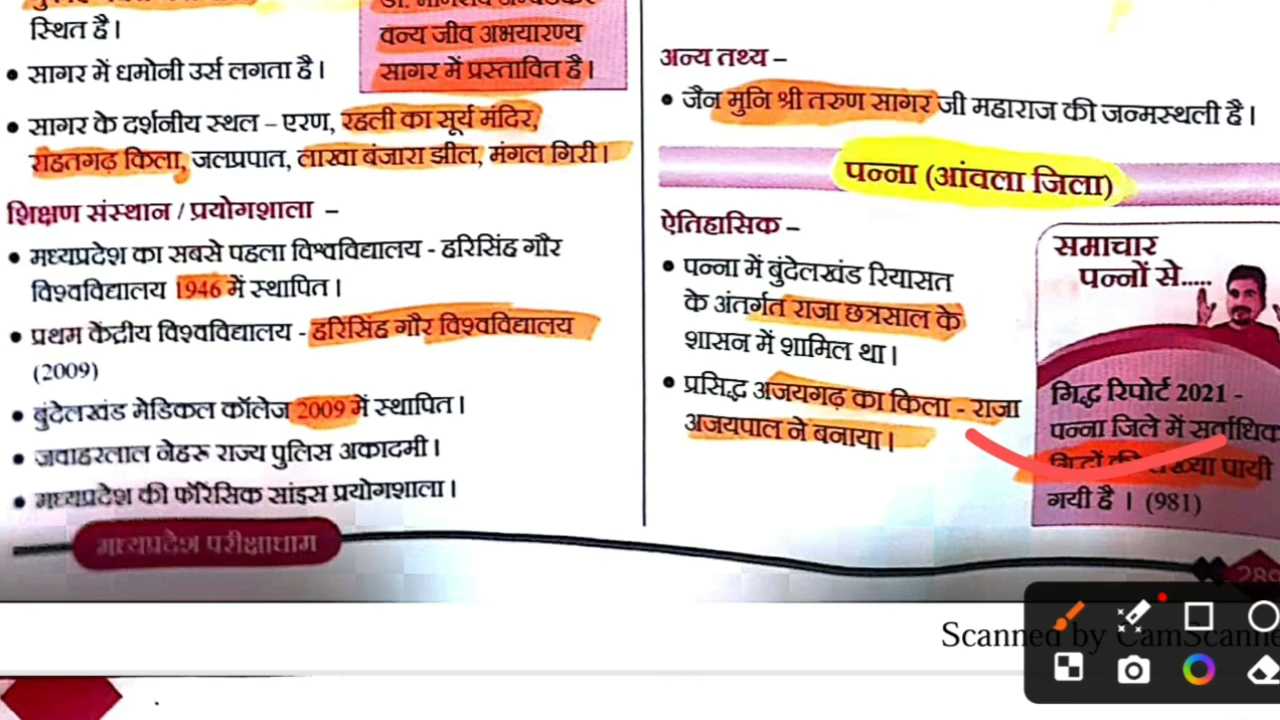 स्थित है।
• सागर में धमोनी उर्स लगता है।
वन्य जीव अभयारण्य
सागर में प्रस्तावित है।
• सागर के दर्शनीय स्थल – एरण, रहली का सूर्य मंदिर,
राहतगढ़ किला, जलप्रपात, लाखा बंजारा झील, मंगल गिरी।
शिक्षण संस्थान / प्रयोगशाला –
• मध्यप्रदेश का सबसे पहला विश्वविद्यालय - हरिसिंह गौर
विश्वविद्यालय 1946 में स्थापित।
• प्रथम केंद्रीय विश्वविद्यालय - हरिसिंह गौर विश्वविद्यालय
(2009)
• बुंदेलखंड मेडिकल कॉलेज 2009 में स्थापित।
• जवाहरलाल नेहरू राज्य पुलिस अकादमी।
• मध्यप्रदेश की फॉरेंसिक साइंस प्रयोगशाला।
मध्यप्रदेश परीक्षाधाम
अन्य तथ्य –
• जैन मुनि श्री तरुण सागर जी महाराज की जन्मस्थली है।
पन्ना (आंवला जिला)
ऐतिहासिक –
• पन्ना में बुंदेलखंड रियासत
के अंतर्गत राजा छत्रसाल के
शासन में शामिल था।
• प्रसिद्ध अजयगढ़ का किला - राजा
अजयपाल ने बनाया।
समाचार
पन्नों से.....
गिद्ध रिपोर्ट 2021 -
पन्ना जिले में सर्वाधिक
गिद्धों की संख्या पायी
गयी है । (981)
Scanned by CamScanne